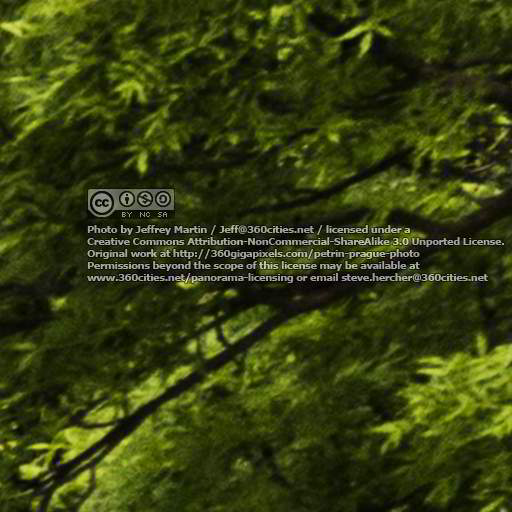 cc
BY NC SA
Photo by Jeffrey Martin / Jeff@360cities.net / licensed under a
Creative Commons Attribution-NonCommercial-ShareAlike 3.0 Unported License.
Original work at http://360gigapixels.com/petrin-prague-photo
Permissions beyond the scope of this license may be available at
www.360cities.net/panorama-licensing or email steve.hercher@360cities.net